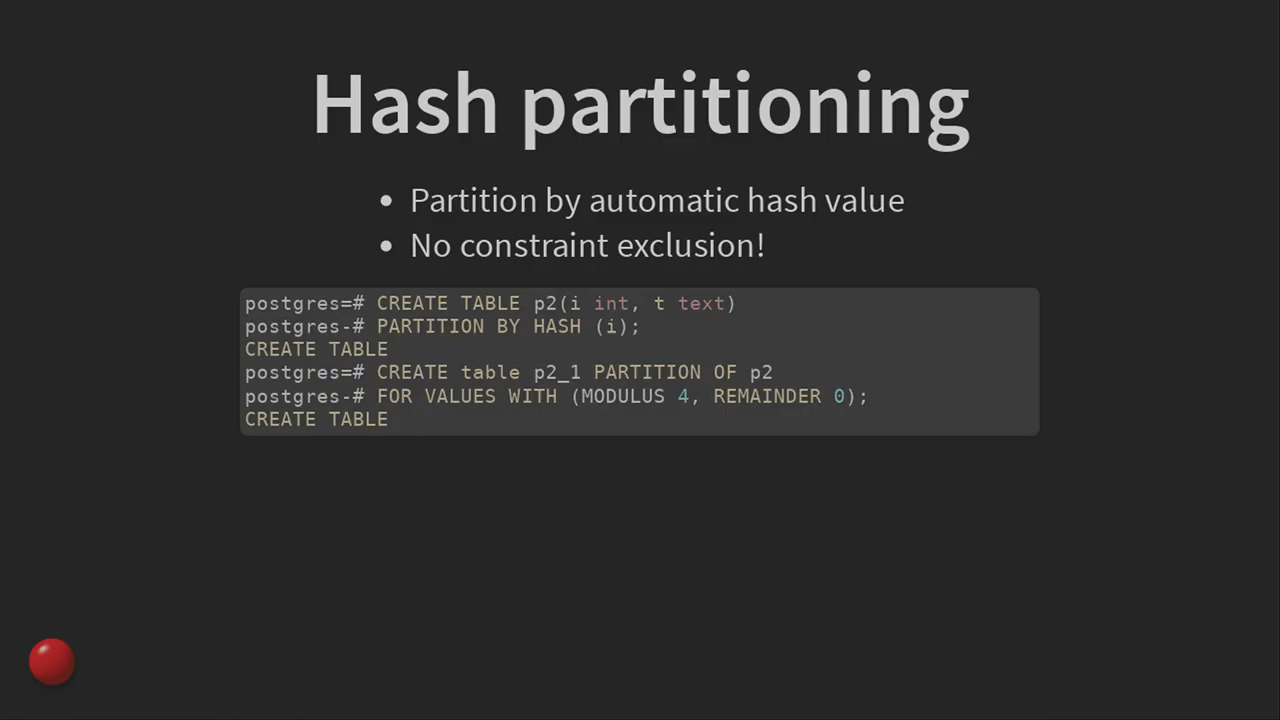 Hash partitioning
• Partition by automatic hash value
• No constraint exclusion!
postgres=# CREATE TABLE p2(i int, t text)
postgres-# PARTITION BY HASH (i);
CREATE TABLE
postgres=# CREATE table p2_1 PARTITION OF p2
postgres-# FOR VALUES WITH (MODULUS 4, REMAINDER 0);
CREATE TABLE